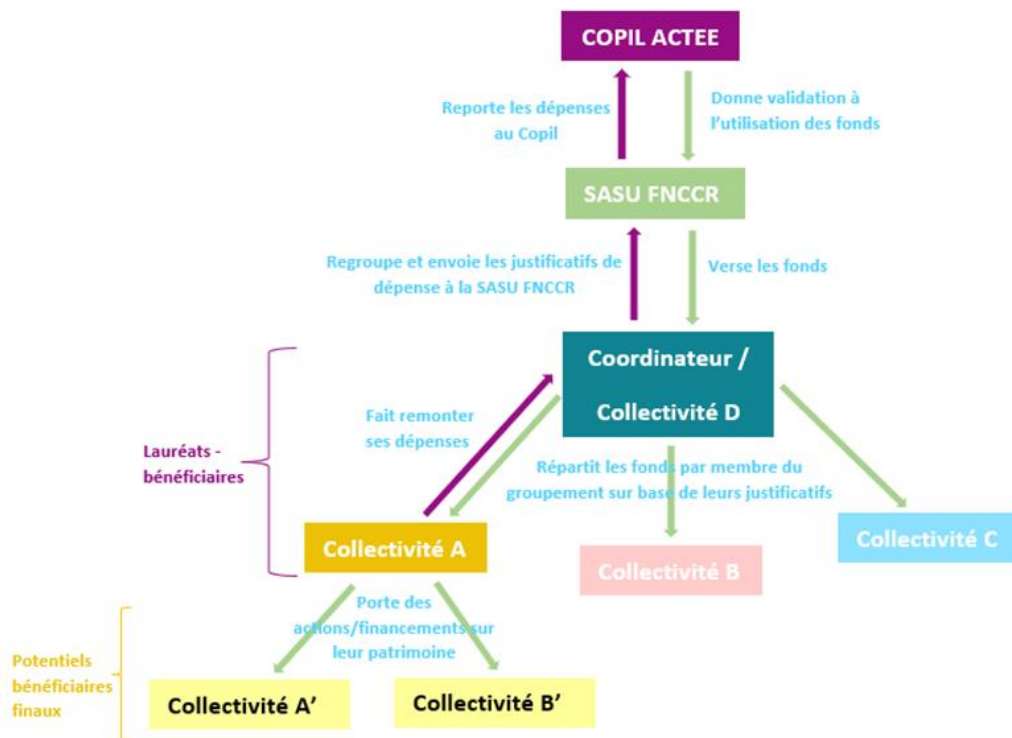 COPIL ACTEE
Reporte les dépenses
au Copil
Donne validation à
l'utilisation des fonds
SASU FNCCR
Regroupe et envoie les justificatifs de
dépense à la SASU FNCCR
Verse les fonds
Coordinateur /
Collectivité D
Fait remonter
ses dépenses
Lauréats -
bénéficiaires
Répartit les fonds par membre du
groupement sur base de leurs justificatifs
Collectivité A
Collectivité B
Collectivité C
Porte des
actions/financements sur
leur patrimoine
Potentiels
bénéficiaires
finaux
Collectivité A’
Collectivité B’